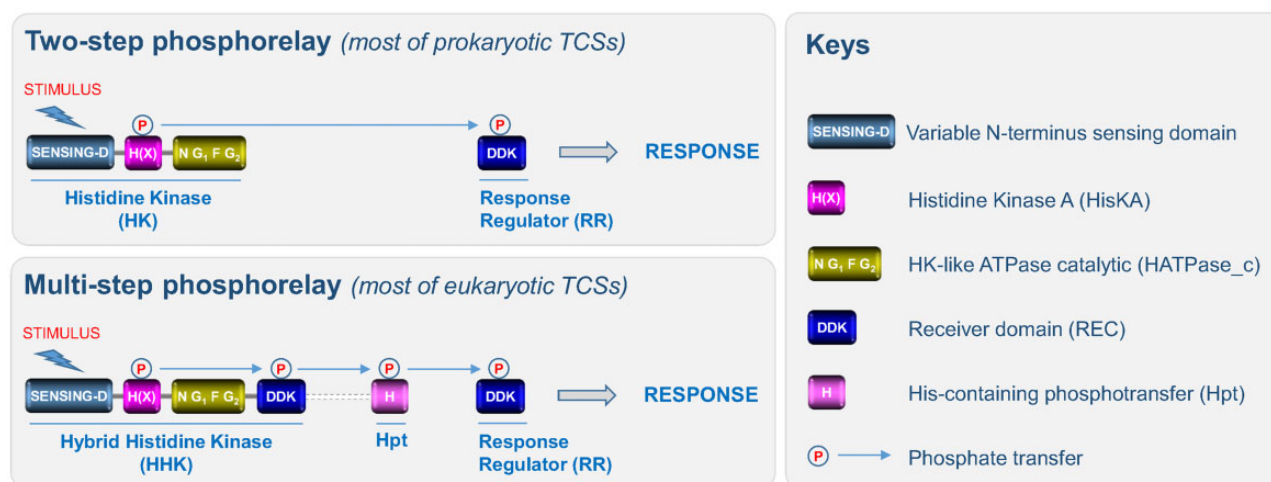 Two-step phosphorelay (most of prokaryotic TCSs)
STIMULUS
P
P
SENSING-D
H(X)
N G₁ F G₂
DDK
RESPONSE
Histidine Kinase
(HK)
Response
Regulator (RR)
Multi-step phosphorelay (most of eukaryotic TCSs)
STIMULUS
P
P
P
P
SENSING-D
H(X)
N G₁ F G₂
DDK
H
DDK
RESPONSE
Hybrid Histidine Kinase
(HHK)
Hpt
Response
Regulator (RR)
Keys
SENSING-D Variable N-terminus sensing domain
H(X) Histidine Kinase A (HisKA)
N G₁ F G₂ HK-like ATPase catalytic (HATPase_c)
DDK Receiver domain (REC)
H His-containing phosphotransfer (Hpt)
P Phosphate transfer